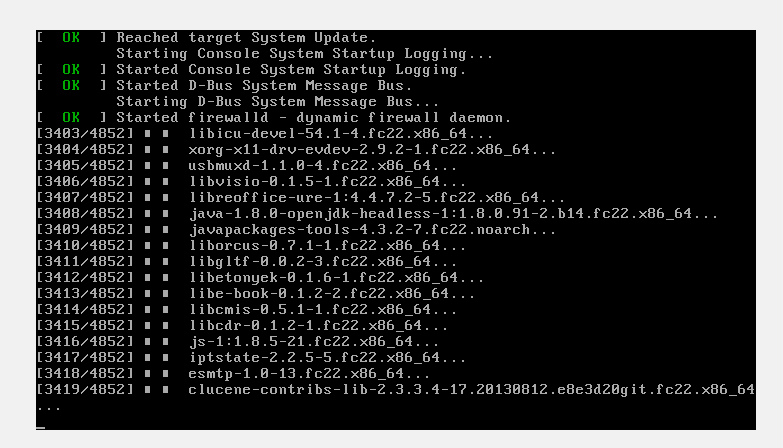 [  OK  ] Reached target System Update.
         Starting Console System Startup Logging...
[  OK  ] Started Console System Startup Logging.
[  OK  ] Started D-Bus System Message Bus.
         Starting D-Bus System Message Bus...
[  OK  ] Started firewalld - dynamic firewall daemon.
[3403/4852] ∎ ∎  libicu-devel-54.1-4.fc22.x86_64...
[3404/4852] ∎ ∎  xorg-x11-drv-evdev-2.9.2-1.fc22.x86_64...
[3405/4852] ∎ ∎  usbmuxd-1.1.0-4.fc22.x86_64...
[3406/4852] ∎ ∎  libvisio-0.1.5-1.fc22.x86_64...
[3407/4852] ∎ ∎  libreoffice-ure-1:4.4.7.2-5.fc22.x86_64...
[3408/4852] ∎ ∎  java-1.8.0-openjdk-headless-1:1.8.0.91-2.b14.fc22.x86_64...
[3409/4852] ∎ ∎  javapackages-tools-4.3.2-7.fc22.noarch...
[3410/4852] ∎ ∎  liborcus-0.7.1-1.fc22.x86_64...
[3411/4852] ∎ ∎  libgltf-0.0.2-3.fc22.x86_64...
[3412/4852] ∎ ∎  libetonyek-0.1.6-1.fc22.x86_64...
[3413/4852] ∎ ∎  libe-book-0.1.2-2.fc22.x86_64...
[3414/4852] ∎ ∎  libcmis-0.5.1-1.fc22.x86_64...
[3415/4852] ∎ ∎  libcdr-0.1.2-1.fc22.x86_64...
[3416/4852] ∎ ∎  js-1:1.8.5-21.fc22.x86_64...
[3417/4852] ∎ ∎  iptstate-2.2.5-5.fc22.x86_64...
[3418/4852] ∎ ∎  esmtp-1.0-13.fc22.x86_64...
[3419/4852] ∎ ∎  clucene-contribs-lib-2.3.3.4-17.20130812.e8e3d20git.fc22.x86_64
...
_